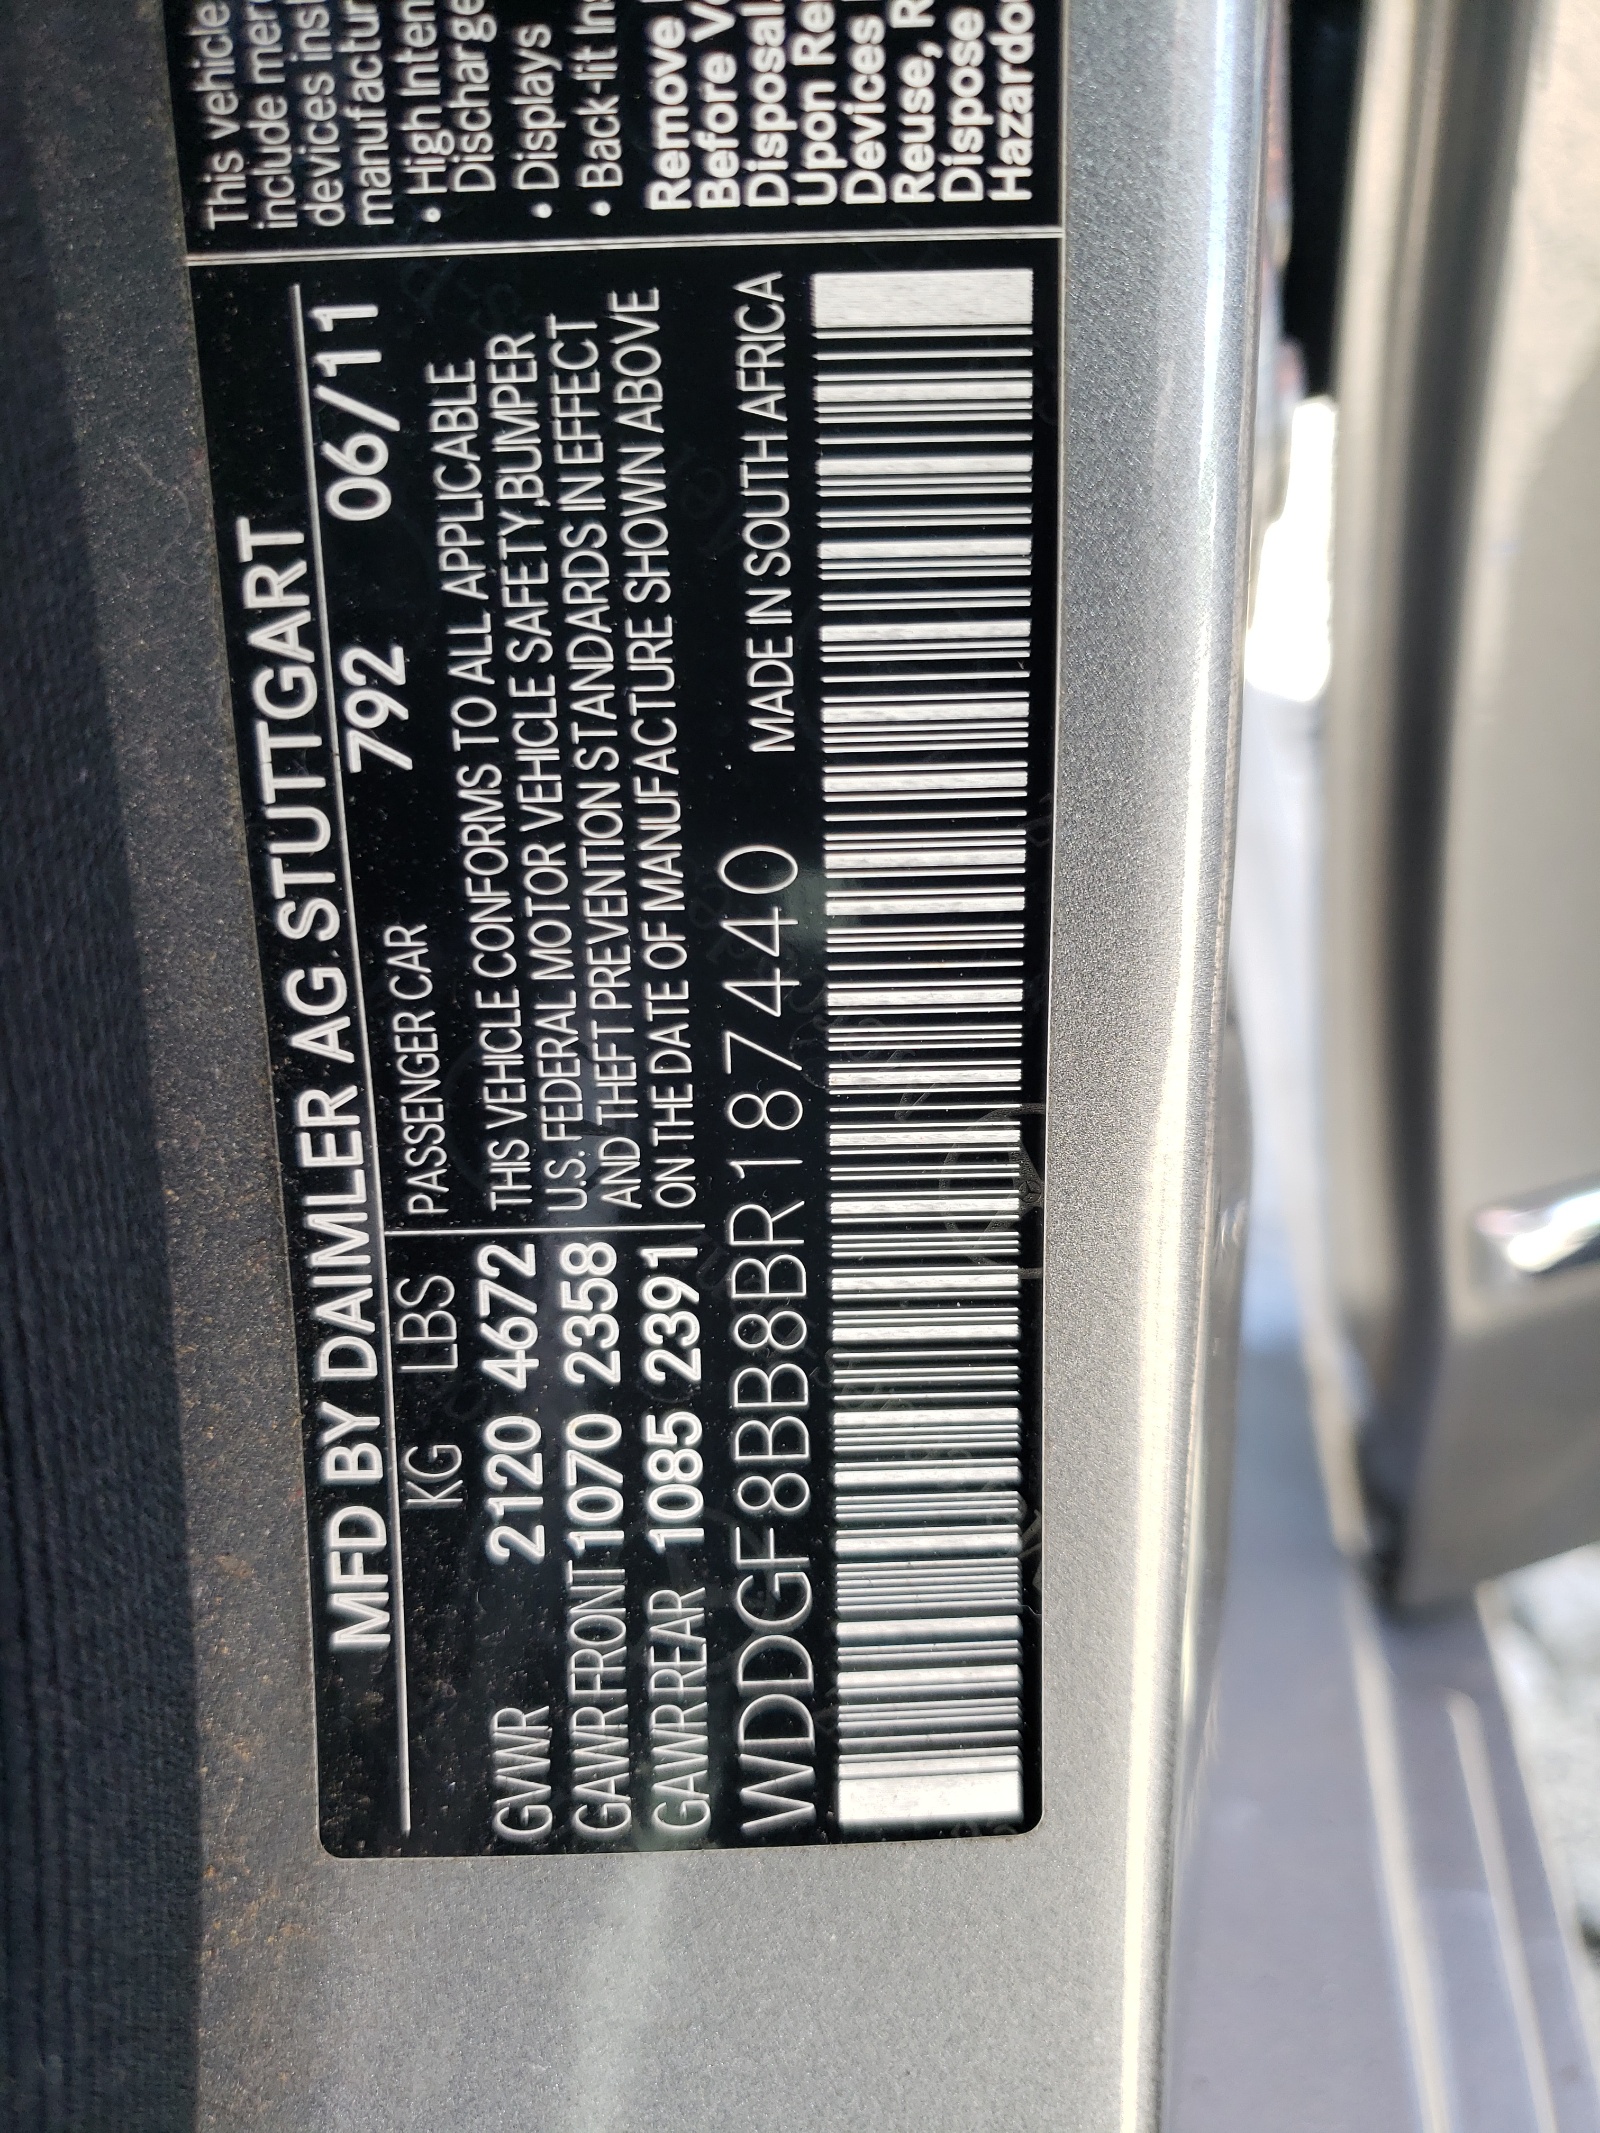 MFD BY DAIMLER AG STUTTGART
KG LBS PASSENGER CAR 792 06/11
GVWR 2120 4672 THIS VEHICLE CONFORMS TO ALL APPLICABLE
GAWR FRONT 1070 2358 U.S. FEDERAL MOTOR VEHICLE SAFETY,BUMPER
GAWR REAR 1085 2391 AND THEFT PREVENTION STANDARDS IN EFFECT
ON THE DATE OF MANUFACTURE SHOWN ABOVE
WDDGF8BB8BR187440 MADE IN SOUTH AFRICA
This vehicle
include mer
devices inst
manufactur
• High Inten
Discharge
• Displays
• Back-lit In
Remove
Before Ve
Disposal
Upon Re
Devices
Reuse, R
Dispose
Hazardo